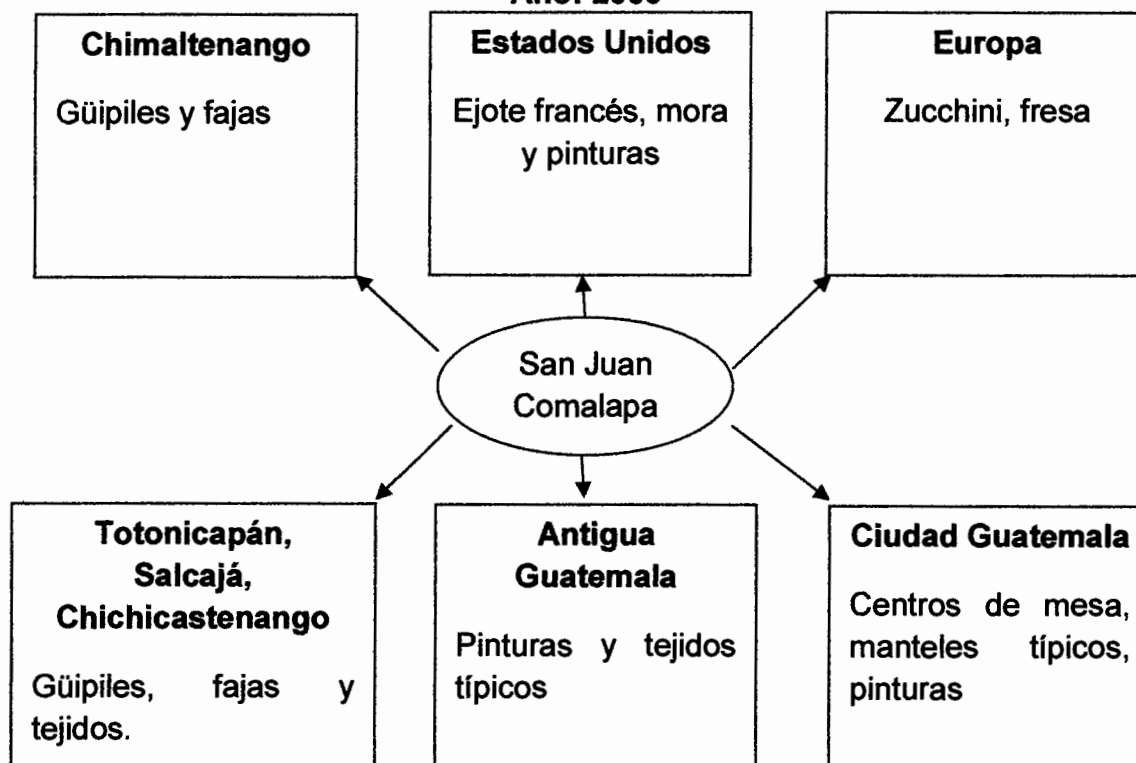 Chimaltenango
Güipiles y fajas
Estados Unidos
Ejote francés, mora
y pinturas
Europa
Zucchini, fresa
San Juan
Comalapa
Totonicapán,
Salcajá,
Chichicastenango
Güipiles, fajas y
tejidos.
Antigua
Guatemala
Pinturas y tejidos
típicos
Ciudad Guatemala
Centros de mesa,
manteles típicos,
pinturas